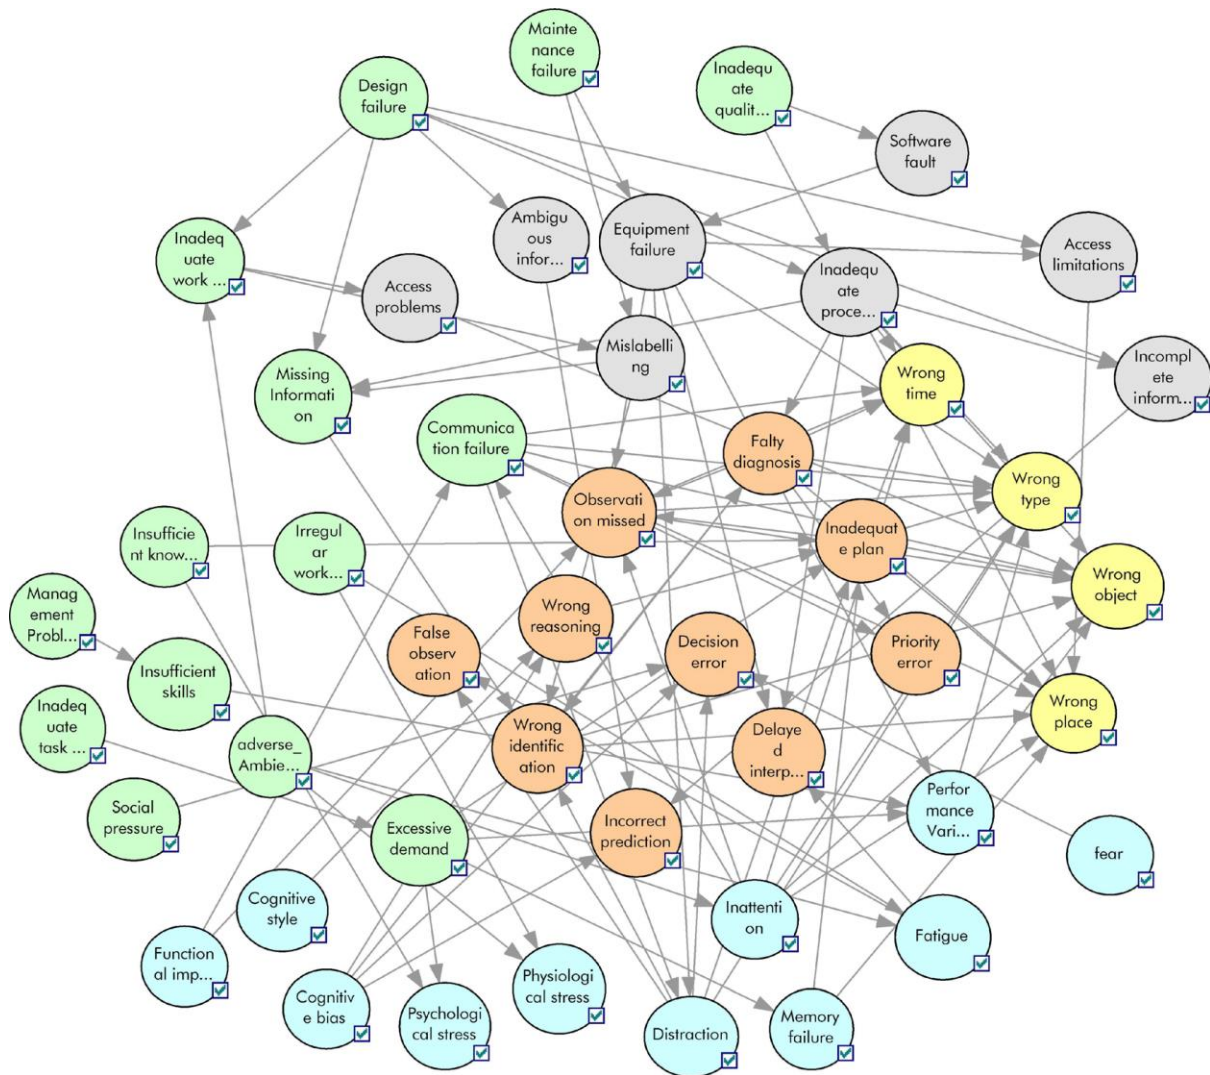 Mainte
nance
failure
Design
failure
Inadequ
ate
qualit...
Software
fault
Inadeq
uate
work ...
Ambigu
ous
infor...
Equipment
failure
Access
limitations
Access
problems
Inadequ
ate
proce...
Mislabelli
ng
Missing
Informati
on
Wrong
time
Incompl
ete
inform...
Communica
tion failure
Falty
diagnosis
Wrong
type
Observati
on missed
Insufficie
nt know...
Irregul
ar
work...
Inadequat
e plan
Wrong
object
Manag
ement
Probl...
Wrong
reasoning
False
observ
ation
Decision
error
Priority
error
Insufficient
skills
Wrong
place
Inadeq
uate
task ...
adverse_
Ambie...
Wrong
identific
ation
Delaye
d
interp...
Social
pressure
Excessive
demand
Incorrect
prediction
Perfor
mance
Vari...
fear
Cognitive
style
Inattenti
on
Fatigue
Function
al imp...
Cognitiv
e bias
Psychologi
cal stress
Physiologi
cal stress
Distraction
Memory
failure